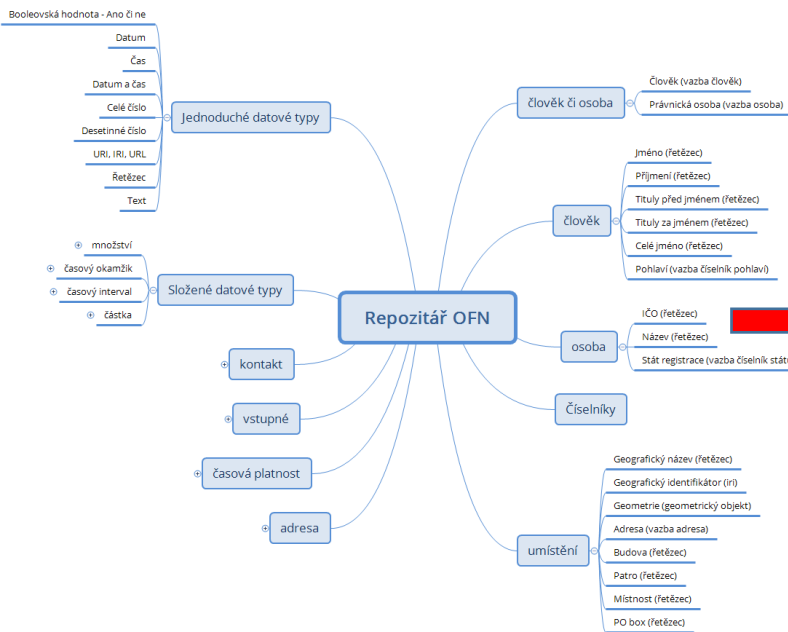 Booleovská hodnota - Ano či ne
Datum
Čas
Datum a čas
Celé číslo
Desetinné číslo
URI, IRI, URL
Řetězec
Text
Jednoduché datové typy
množství
časový okamžik
časový interval
částka
Složené datové typy
kontakt
vstupné
časová platnost
adresa
Repozitář OFN
člověk či osoba
Člověk (vazba člověk)
Právnická osoba (vazba osoba)
člověk
Jméno (řetězec)
Příjmení (řetězec)
Tituly před jménem (řetězec)
Tituly za jménem (řetězec)
Celé jméno (řetězec)
Pohlaví (vazba číselník pohlaví)
osoba
IČO (řetězec)
Název (řetězec)
Stát registrace (vazba číselník
Číselníky
umístění
Geografický název (řetězec)
Geografický identifikátor (iri)
Geometrie (geometrický objekt)
Adresa (vazba adresa)
Budova (řetězec)
Patro (řetězec)
Místnost (řetězec)
PO box (řetězec)